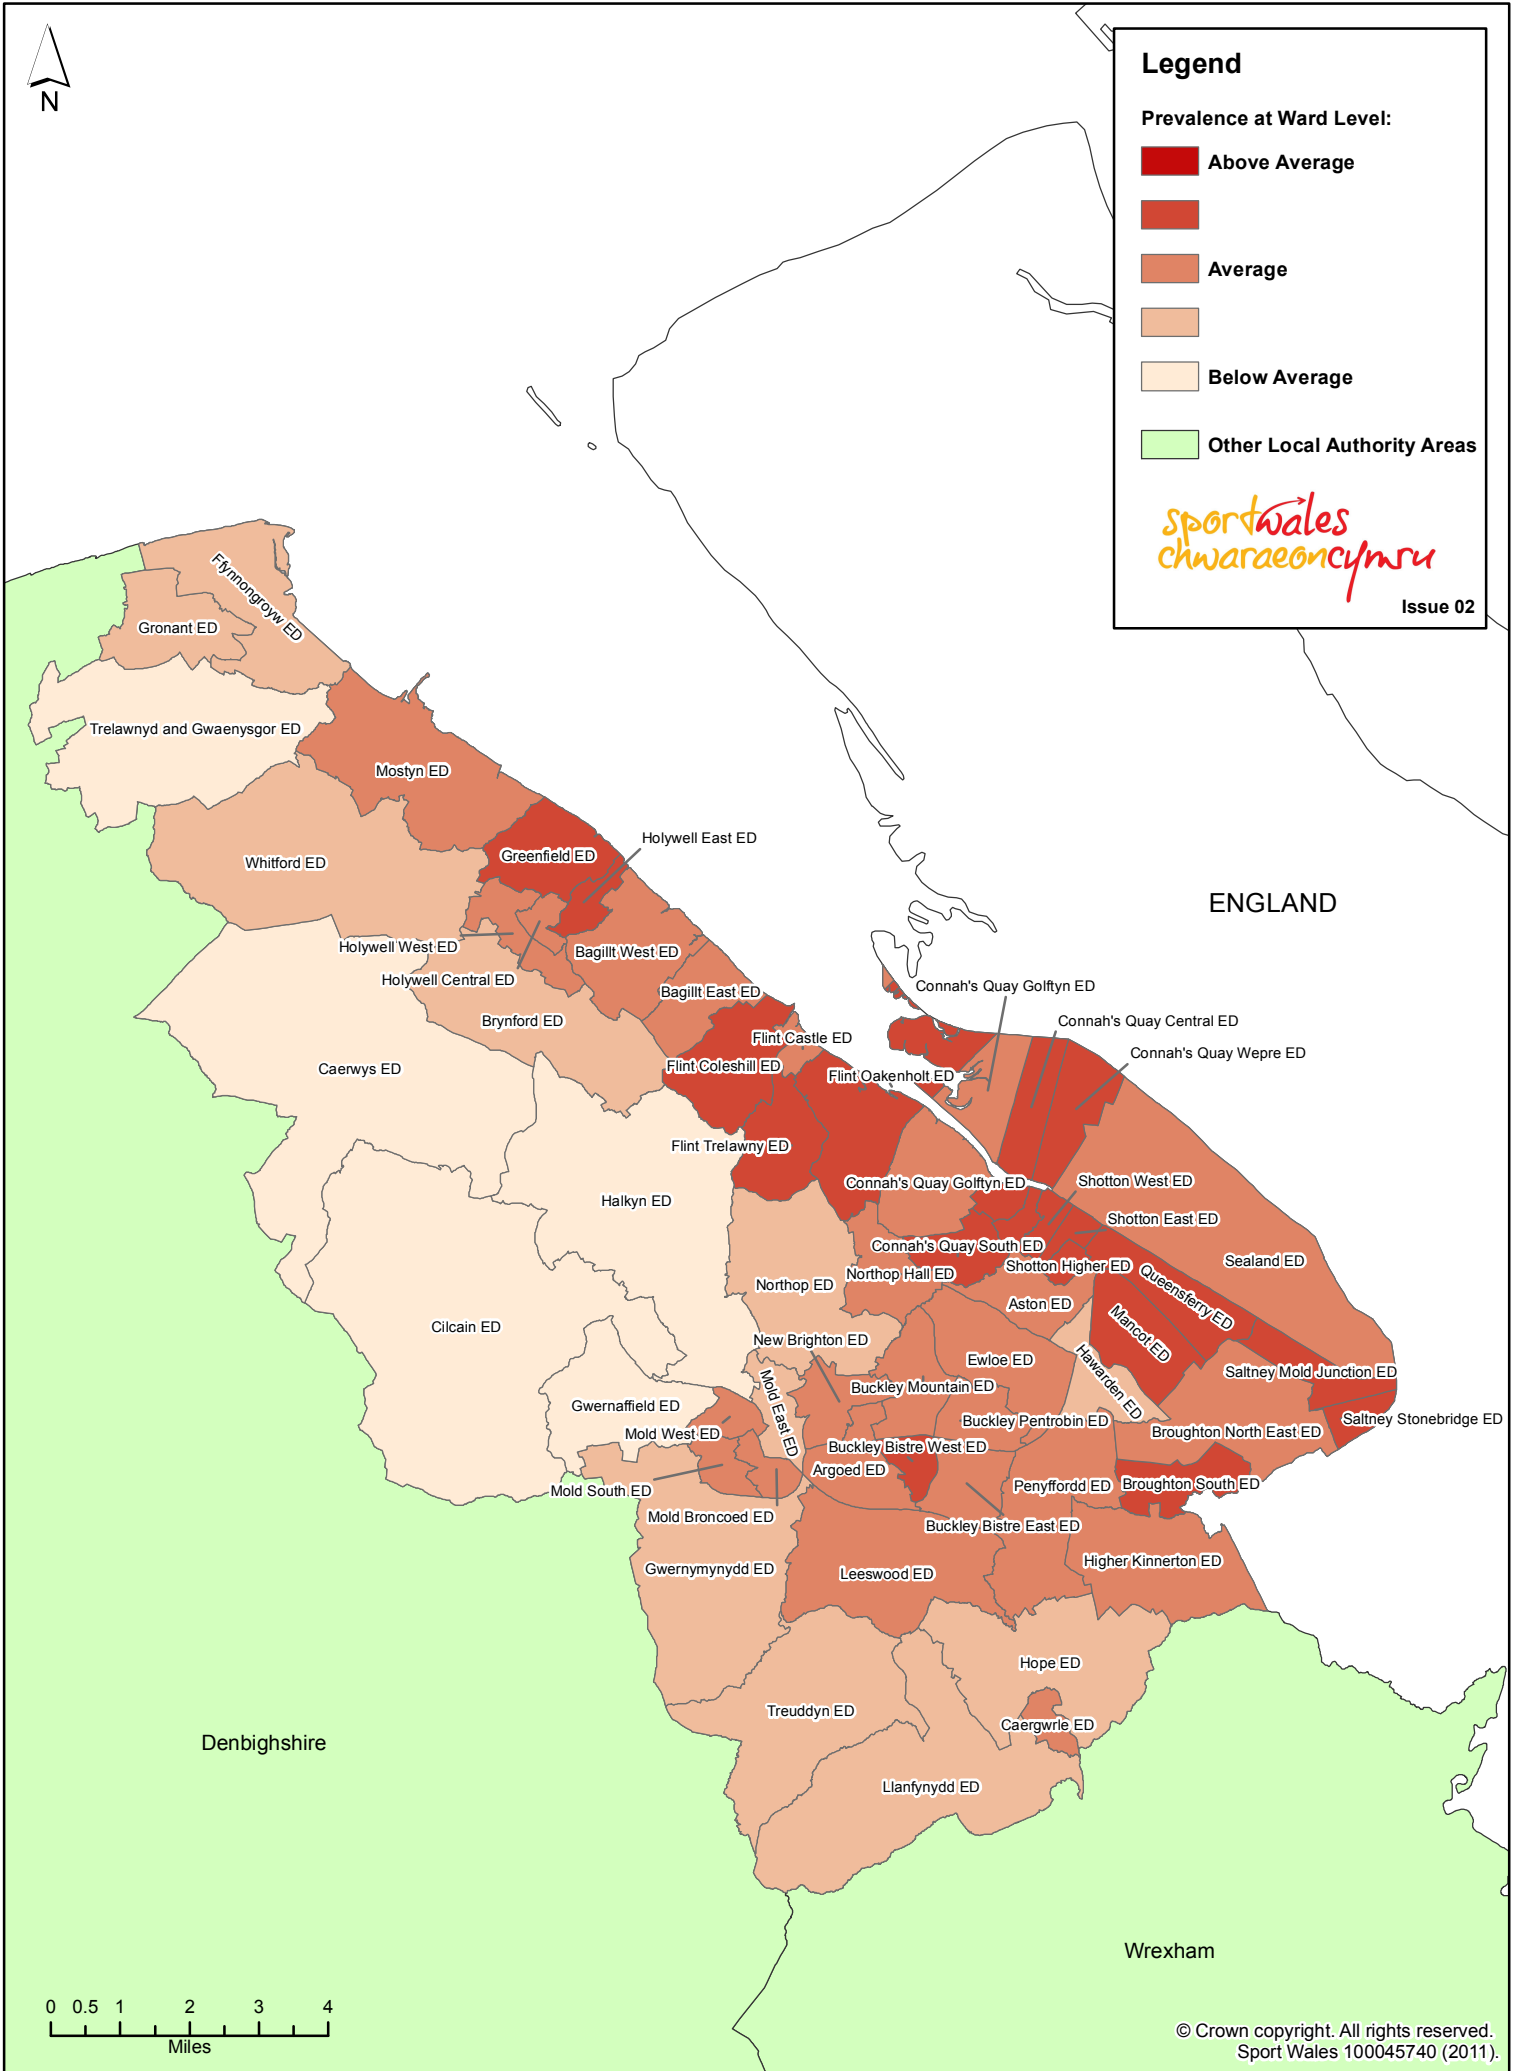 N
Legend
Prevalence at Ward Level:
Above Average
Average
Below Average
Other Local Authority Areas
sportwales
chwaraeoncymru
Issue 02
Ffynnongroyw ED
Gronant ED
Trelawnyd and Gwaenysgor ED
Mostyn ED
Holywell East ED
Greenfield ED
Whitford ED
ENGLAND
Holywell West ED
Bagillt West ED
Holywell Central ED
Connah's Quay Golftyn ED
Bagillt East ED
Brynford ED
Connah's Quay Central ED
Flint Castle ED
Connah's Quay Wepre ED
Caerwys ED
Flint Coleshill ED
Flint Oakenholt ED
Flint Trelawny ED
Connah's Quay Golftyn ED
Shotton West ED
Halkyn ED
Shotton East ED
Connah's Quay South ED
Sealand ED
Shotton Higher ED
Northop Hall ED
Northop ED
Queensferry ED
Aston ED
Mancot ED
Cilcain ED
New Brighton ED
Ewloe ED
Saltney Mold Junction ED
Hawarden ED
Buckley Mountain ED
Mold East ED
Gwernaffield ED
Buckley Pentrobin ED
Saltney Stonebridge ED
Mold West ED
Broughton North East ED
Buckley Bistre West ED
Argoed ED
Penyffordd ED
Broughton South ED
Mold South ED
Mold Broncoed ED
Buckley Bistre East ED
Higher Kinnerton ED
Gwernymynydd ED
Leeswood ED
Hope ED
Treuddyn ED
Caergwrle ED
Denbighshire
Llanfynydd ED
Wrexham
0 0.5 1 2 3 4
Miles
© Crown copyright. All rights reserved.
Sport Wales 100045740 (2011).